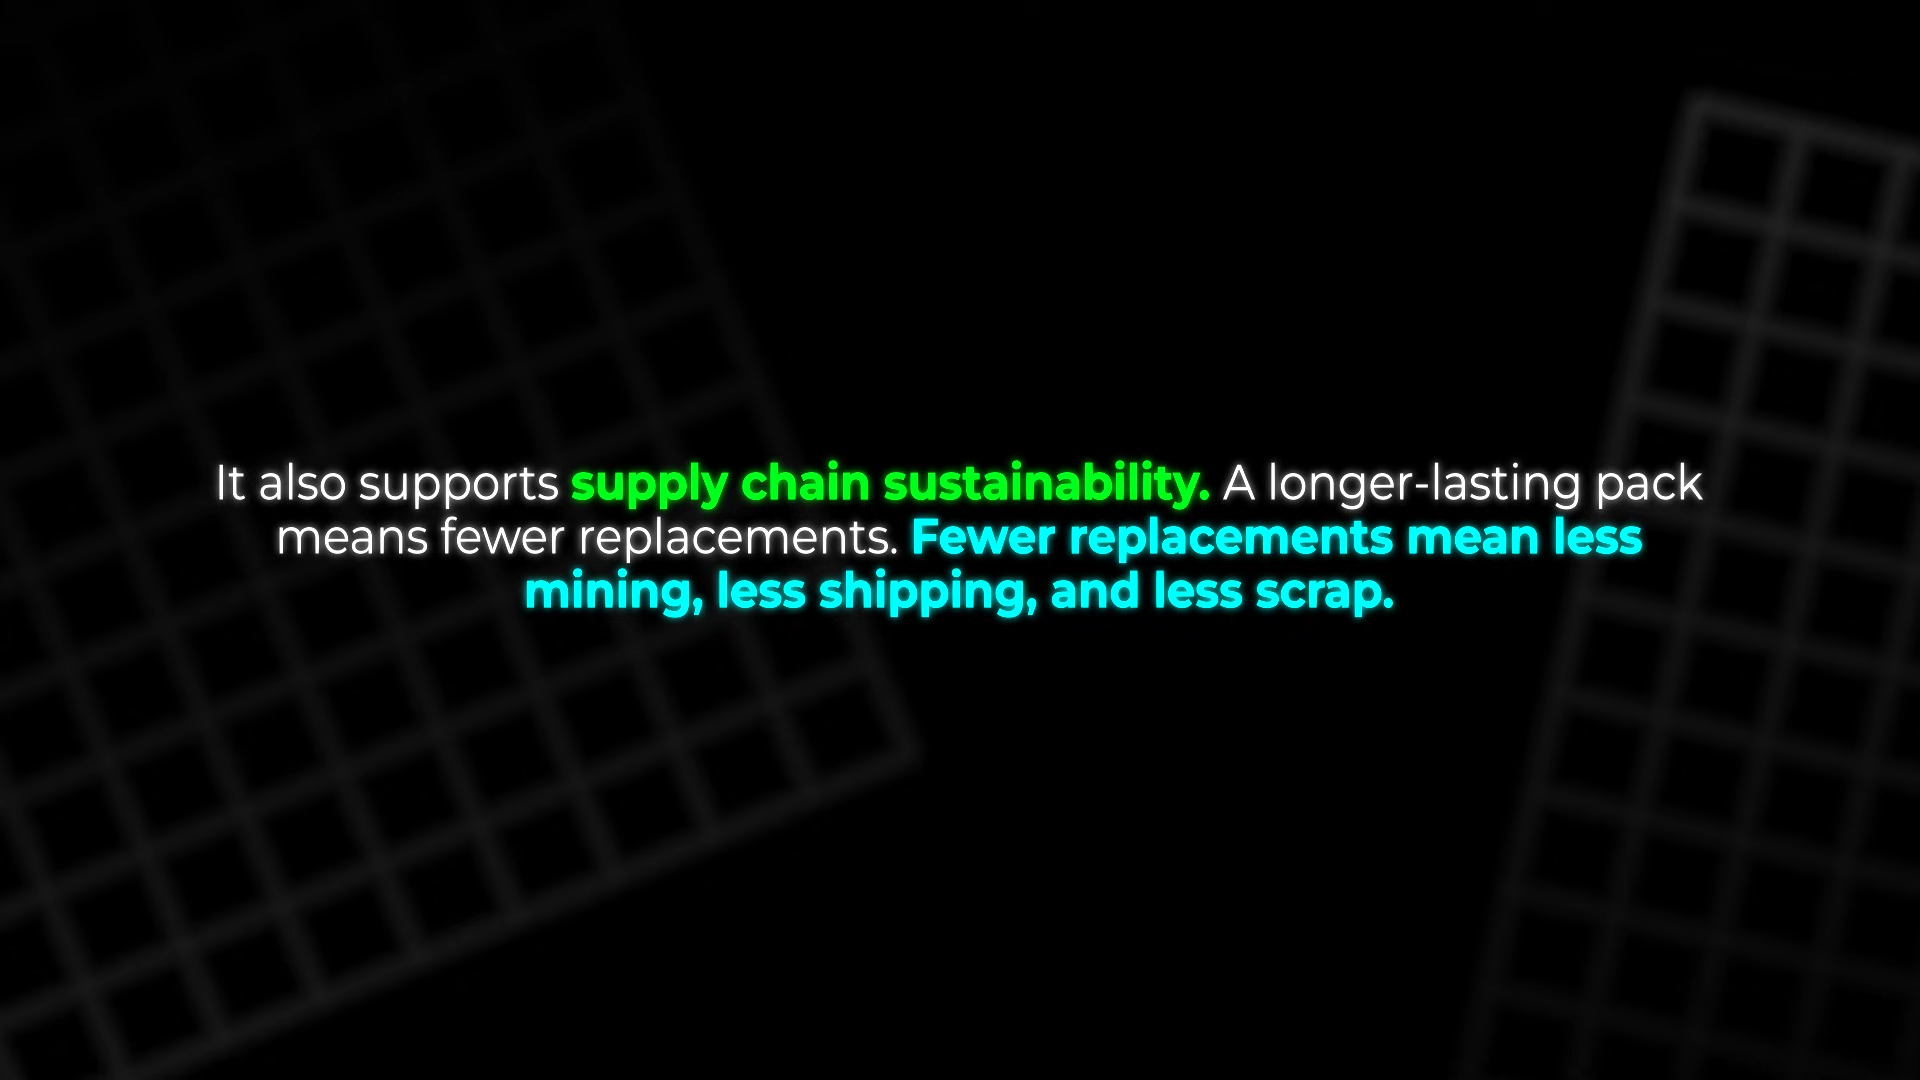 It also supports supply chain sustainability. A longer-lasting pack
means fewer replacements. Fewer replacements mean less
mining, less shipping, and less scrap.